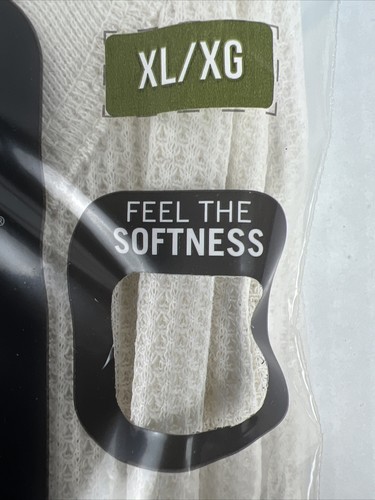 XL/XG
FEEL THE
SOFTNESS
®